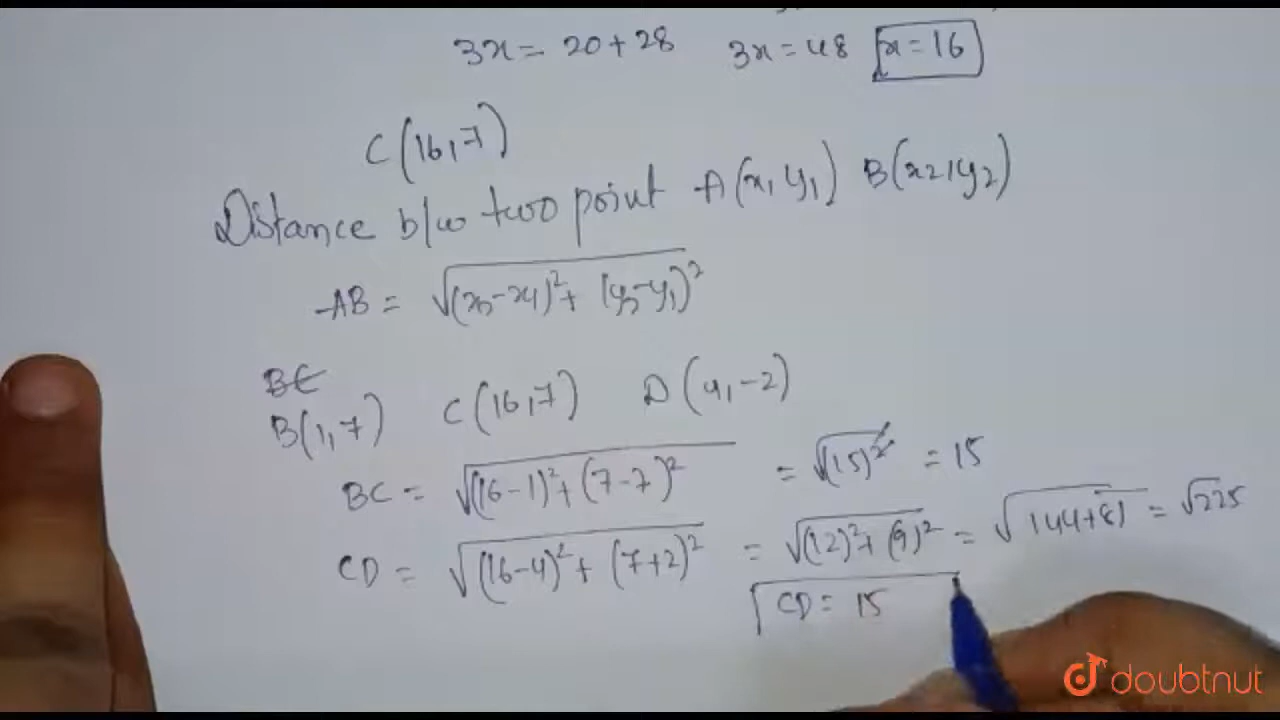 3x = 20+28 3x = 48 x = 16
C(16,7)
Distance b/w two point A(x1 y1) B(x2,y2)
AB = √(x2-x1)²+(y2-y1)²
BC
B(1,7) C(16,7) D(4,-2)
BC = √(16-1)²+(7-7)² = √(15)² = 15
CD = √(16-4)²+(7+2)² = √(12)²+(9)² = √144+81 = √225
CD = 15
doubtnut